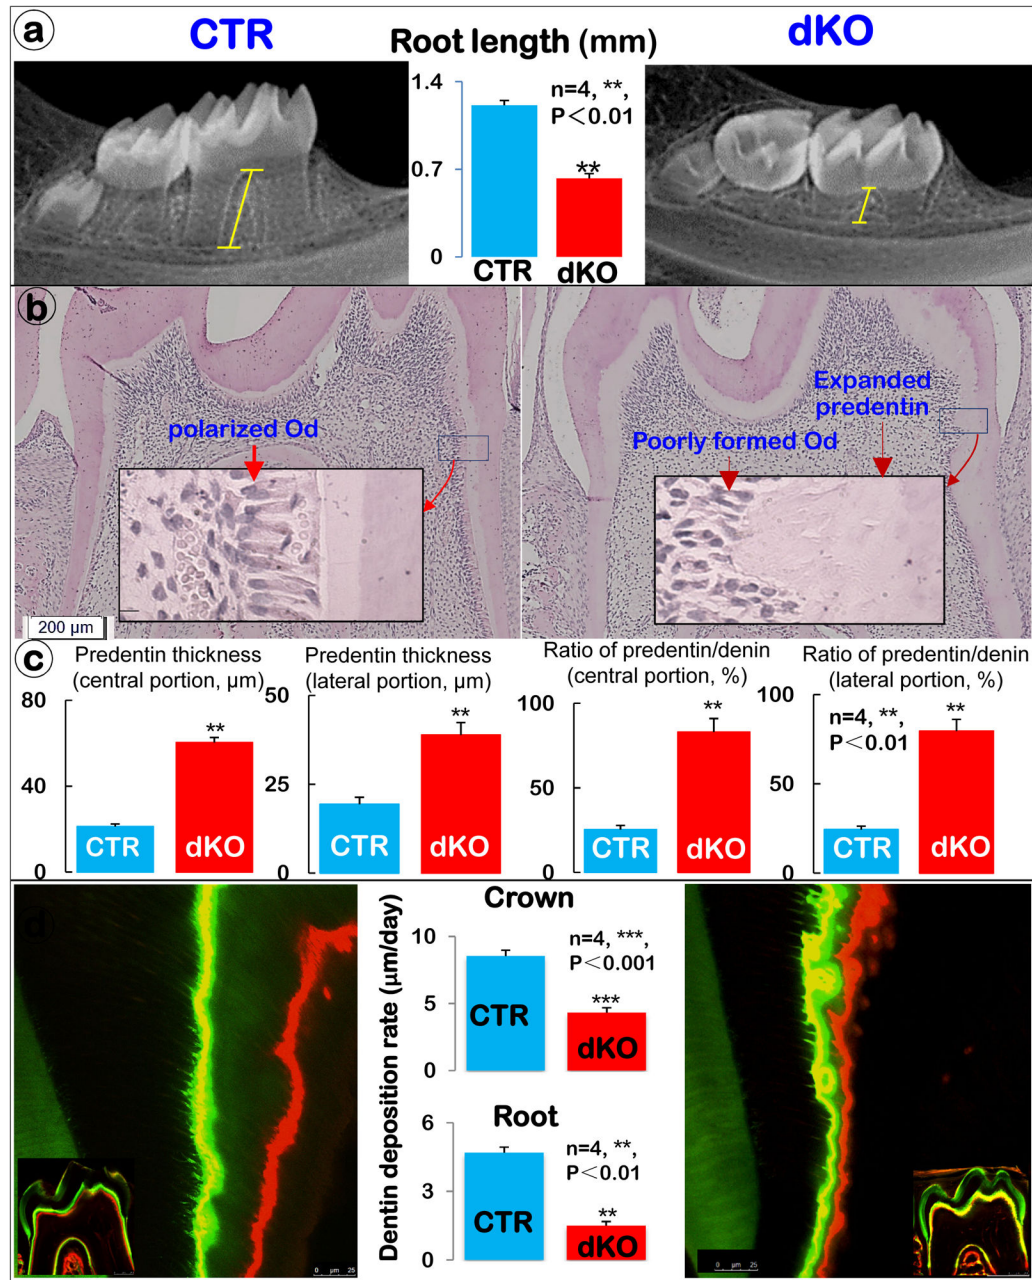 a
CTR
Root length (mm)
dKO
1.4
0.7
0
n=4, **,
P<0.01
**
CTR
dKO
b
polarized Od
Expanded
predentin
Poorly formed Od
200 µm
c
Predentin thickness
(central portion, µm)
80
40
0
**
CTR
dKO
Predentin thickness
(lateral portion, µm)
50
25
0
**
CTR
dKO
Ratio of predentin/denin
(central portion, %)
100
50
0
**
CTR
dKO
Ratio of predentin/denin
(lateral portion, %)
100
50
0
n=4, **,
P<0.01
**
CTR
dKO
d
Dentin deposition rate (µm/day)
Crown
10
5
0
n=4, ***,
P<0.001
***
CTR
dKO
Root
6
3
0
n=4, **,
P<0.01
**
CTR
dKO
0 µm 25
0 µm 25